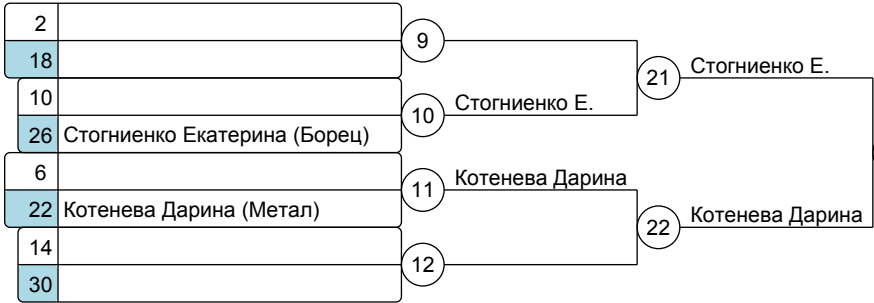 2
9
18
21 Стогниенко Е.
10
10 Стогниенко Е.
26 Стогниенко Екатерина (Борец)
6
11 Котенева Дарина
22 Котенева Дарина (Метал)
22 Котенева Дарина
14
12
30